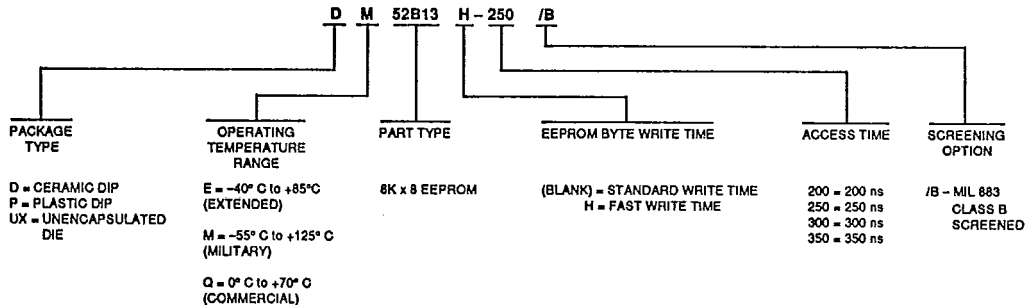 D M 52B13 H – 250 /B
PACKAGE TYPE
D = CERAMIC DIP
P = PLASTIC DIP
UX = UNENCAPSULATED DIE
OPERATING TEMPERATURE RANGE
E = –40° C to +85°C
(EXTENDED)
M = –55° C to +125° C
(MILITARY)
Q = 0° C to +70° C
(COMMERCIAL)
PART TYPE
8K x 8 EEPROM
EEPROM BYTE WRITE TIME
(BLANK) = STANDARD WRITE TIME
H = FAST WRITE TIME
ACCESS TIME
200 = 200 ns
250 = 250 ns
300 = 300 ns
350 = 350 ns
SCREENING OPTION
/B – MIL 883
CLASS B
SCREENED